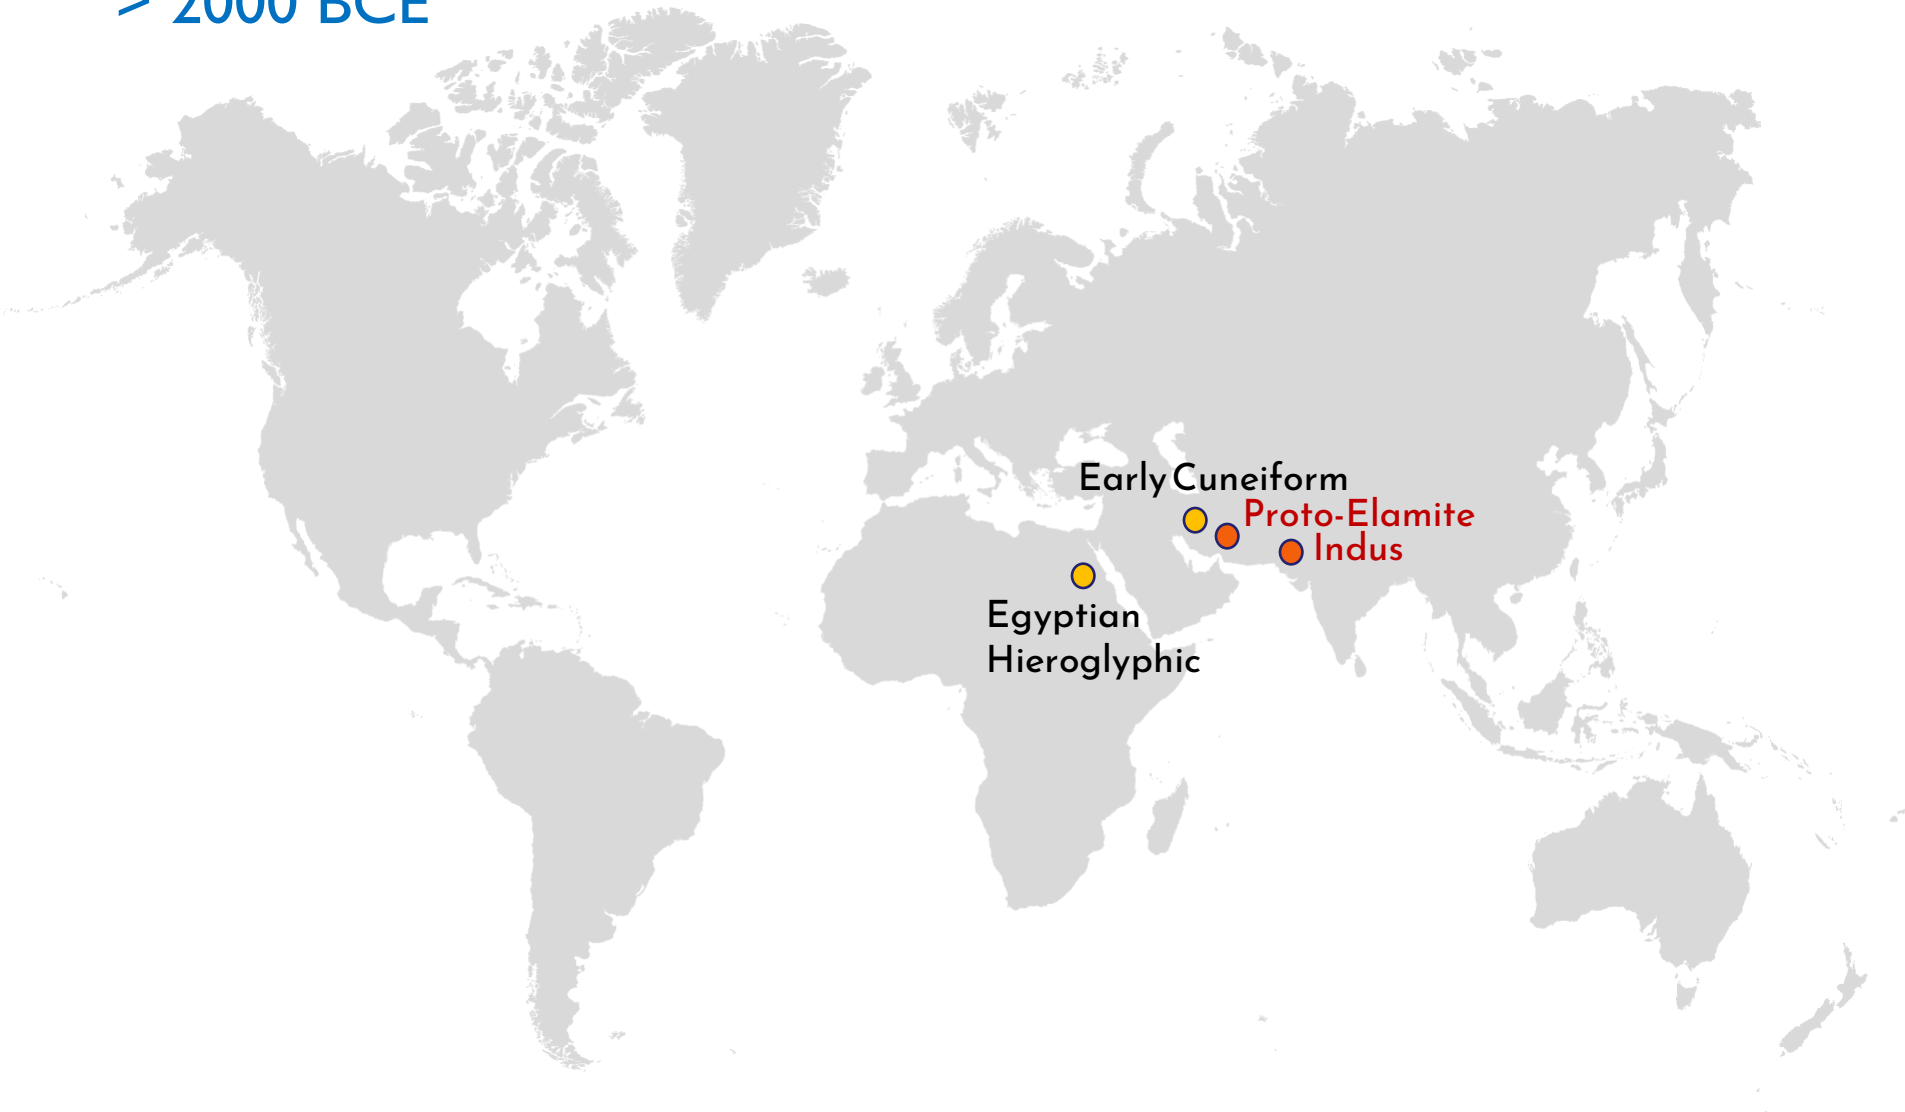 > 2000 BCE
Early Cuneiform
Proto-Elamite
Indus
Egyptian
Hieroglyphic